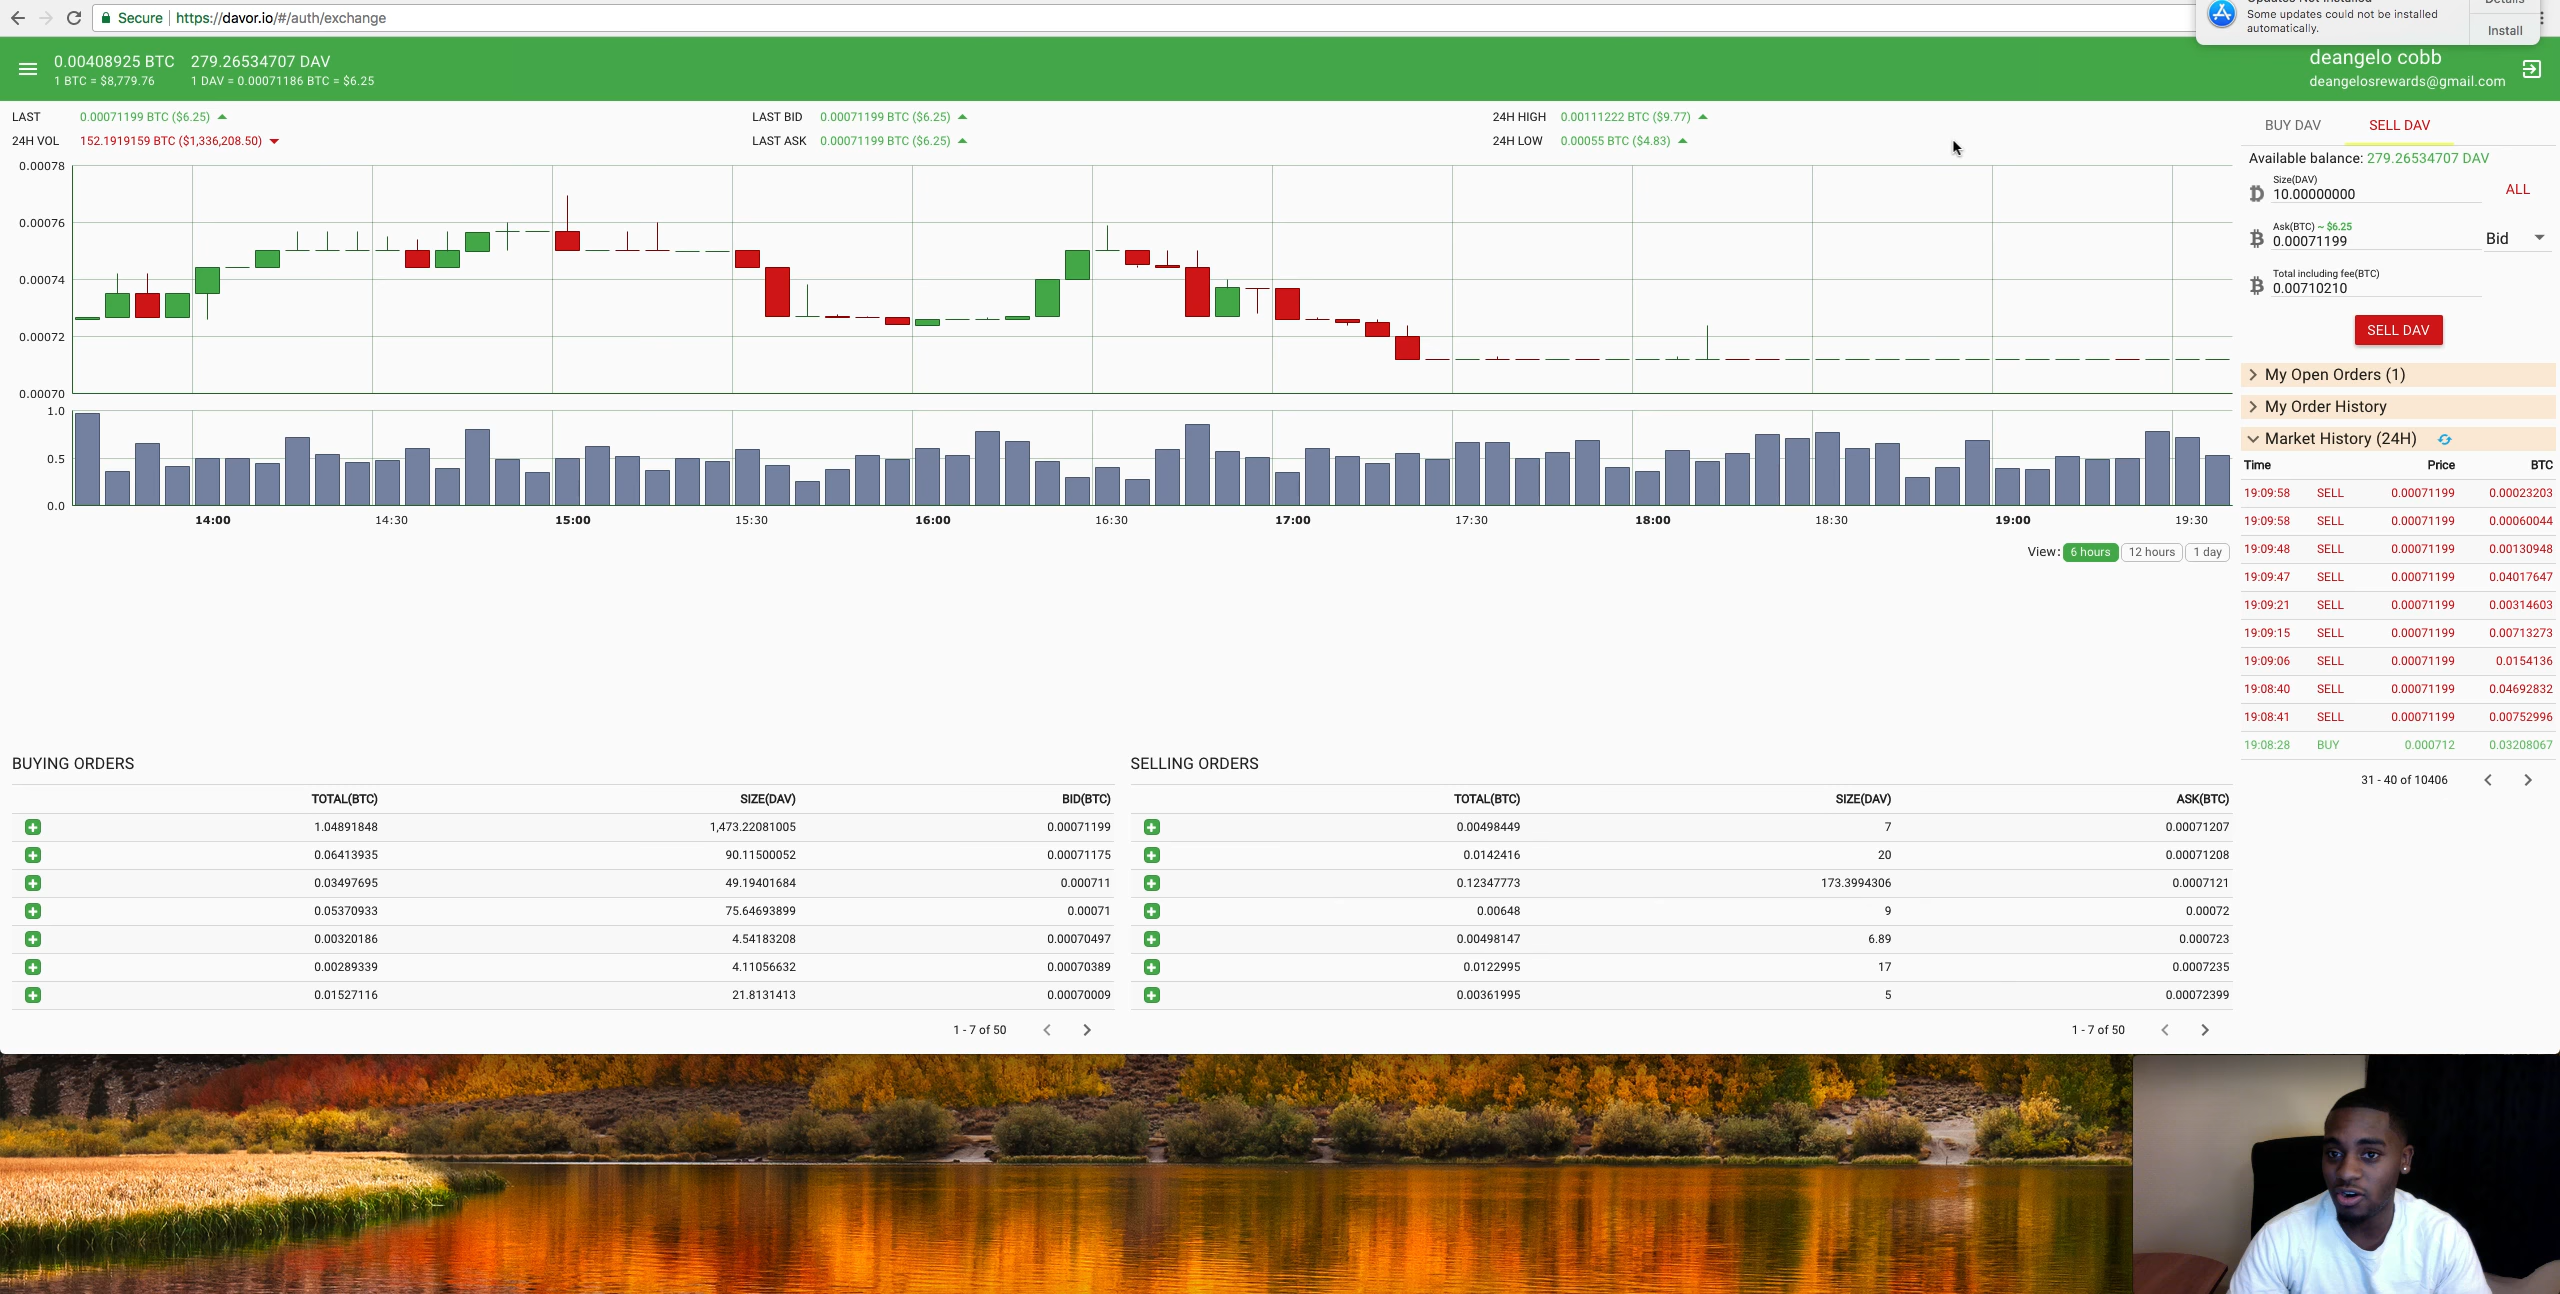 Secure | https://davor.io/#/auth/exchange
Some updates could not be installed
automatically.
Install
0.00408925 BTC 279.26534707 DAV
1 BTC = $8,779.76 1 DAV = 0.00071186 BTC = $6.25
deangelo cobb
deangelosrewards@gmail.com
LAST 0.00071199 BTC ($6.25) LAST BID 0.00071199 BTC ($6.25) 24H HIGH 0.00111222 BTC ($9.77)
24H VOL 152.1919159 BTC ($1,336,208.50) LAST ASK 0.00071199 BTC ($6.25) 24H LOW 0.00055 BTC ($4.83)
0.00078
0.00076
0.00074
0.00072
0.00070
1.0
0.5
0.0
14:00 14:30 15:00 15:30 16:00 16:30 17:00 17:30 18:00 18:30 19:00 19:30
View: 6 hours 12 hours 1 day
BUY DAV SELL DAV
Available balance: 279.26534707 DAV
Size(DAV)
10.00000000 ALL
Ask(BTC) ~ $6.25
0.00071199 Bid
Total including fee(BTC)
0.00710210
SELL DAV
My Open Orders (1)
My Order History
Market History (24H)
Time Price BTC
19:09:58 SELL 0.00071199 0.00023203
19:09:58 SELL 0.00071199 0.00060044
19:09:48 SELL 0.00071199 0.00130948
19:09:47 SELL 0.00071199 0.04017647
19:09:21 SELL 0.00071199 0.00314603
19:09:15 SELL 0.00071199 0.00713273
19:09:06 SELL 0.00071199 0.0154136
19:08:40 SELL 0.00071199 0.04692832
19:08:41 SELL 0.00071199 0.00752996
19:08:28 BUY 0.000712 0.03208067
31 - 40 of 10406
BUYING ORDERS
TOTAL(BTC) SIZE(DAV) BID(BTC)
1.04891848 1,473.22081005 0.00071199
0.06413935 90.11500052 0.00071175
0.03497695 49.19401684 0.000711
0.05370933 75.64693899 0.00071
0.00320186 4.54183208 0.00070497
0.00289339 4.11056632 0.00070389
0.01527116 21.8131413 0.00070009
1 - 7 of 50
SELLING ORDERS
TOTAL(BTC) SIZE(DAV) ASK(BTC)
0.00498449 7 0.00071207
0.0142416 20 0.00071208
0.12347773 173.3994306 0.0007121
0.00648 9 0.00072
0.00498147 6.89 0.000723
0.0122995 17 0.0007235
0.00361995 5 0.00072399
1 - 7 of 50